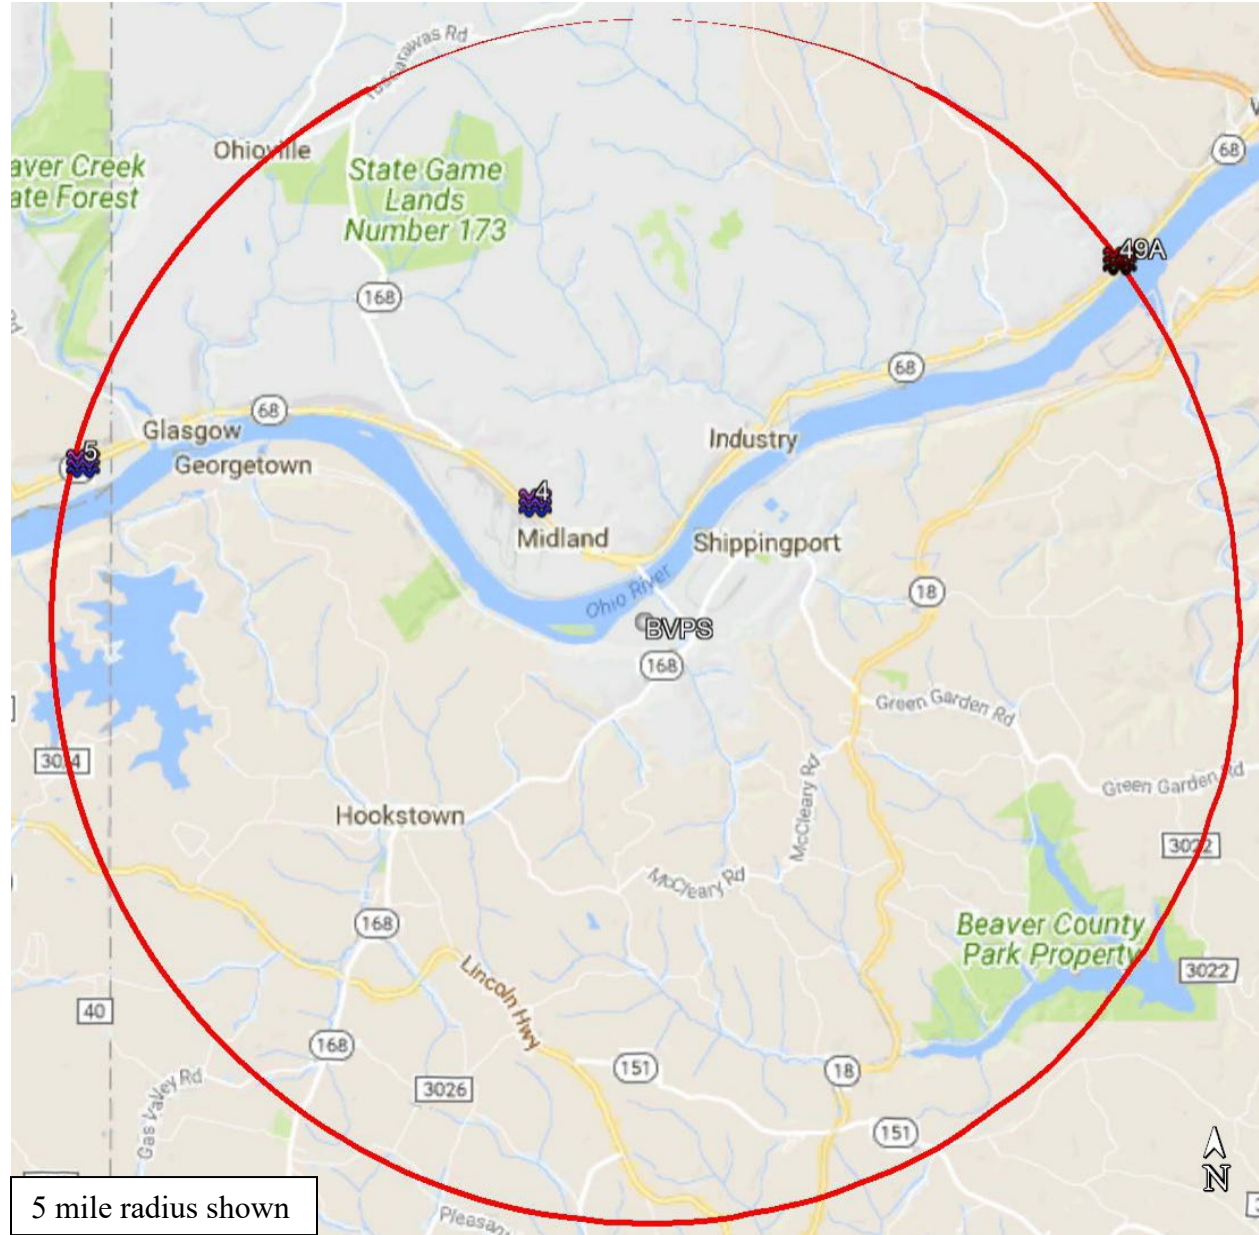 Tuscarawas Rd
68
Ohioville
aver Creek
ate Forest
State Game
Lands
Number 173
49A
168
68
68
Glasgow
Industry
5
Georgetown
4
Midland
Shippingport
Ohio River
18
BVPS
168
Green Garden Rd
McCleary Rd
Green Garden Rd
Hookstown
3022
McCleary Rd
168
Beaver County
Park Property
Lincoln Hwy
3022
40
168
151
18
3026
Gas Valley Rd
151
N
5 mile radius shown